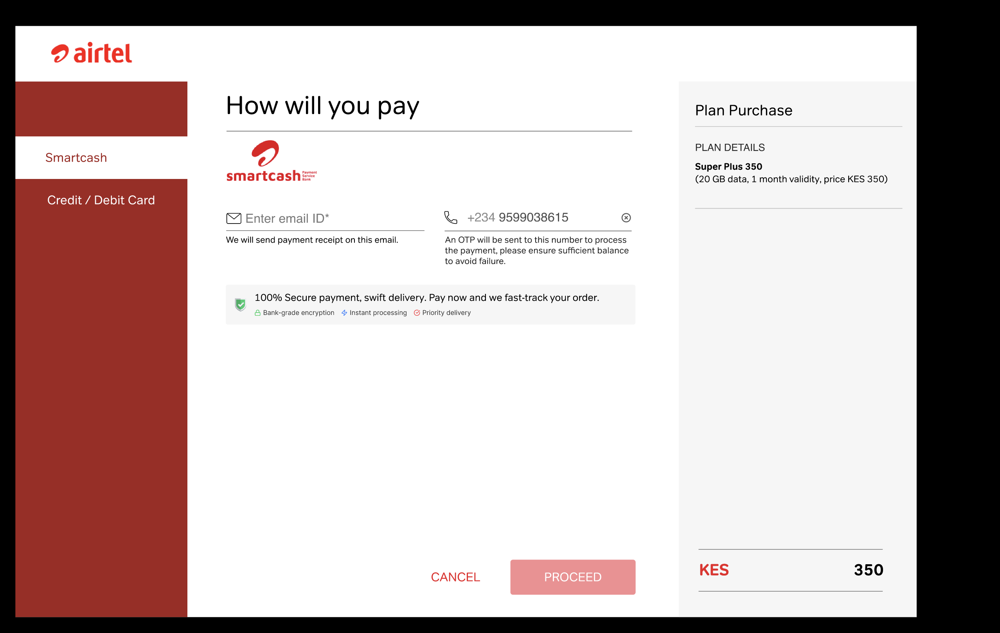 airtel
Smartcash
Credit / Debit Card
How will you pay
smartcash Payment Service Bank
Enter email ID*
We will send payment receipt on this email.
+234 9599038615
An OTP will be sent to this number to process
the payment, please ensure sufficient balance
to avoid failure.
100% Secure payment, swift delivery. Pay now and we fast-track your order.
Bank-grade encryption Instant processing Priority delivery
CANCEL
PROCEED
Plan Purchase
PLAN DETAILS
Super Plus 350
(20 GB data, 1 month validity, price KES 350)
KES 350